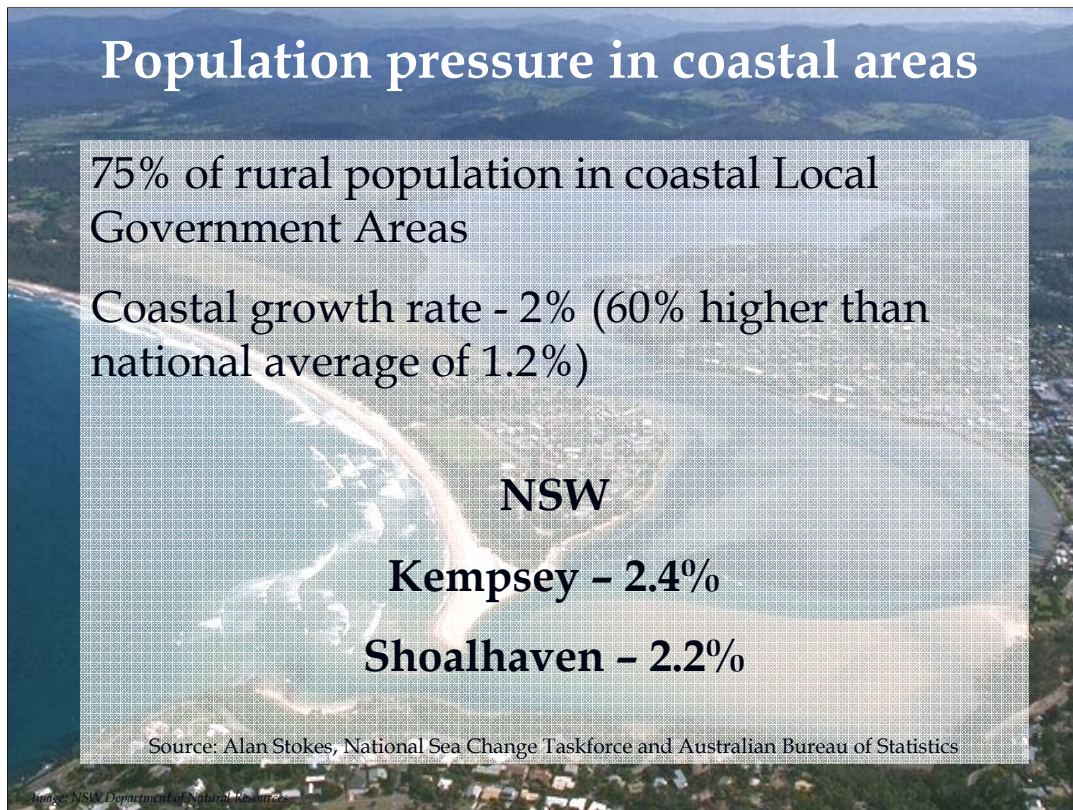 Population pressure in coastal areas
75% of rural population in coastal Local
Government Areas
Coastal growth rate - 2% (60% higher than
national average of 1.2%)
NSW
Kempsey – 2.4%
Shoalhaven – 2.2%
Source: Alan Stokes, National Sea Change Taskforce and Australian Bureau of Statistics
Image: NSW Department of Natural Resources